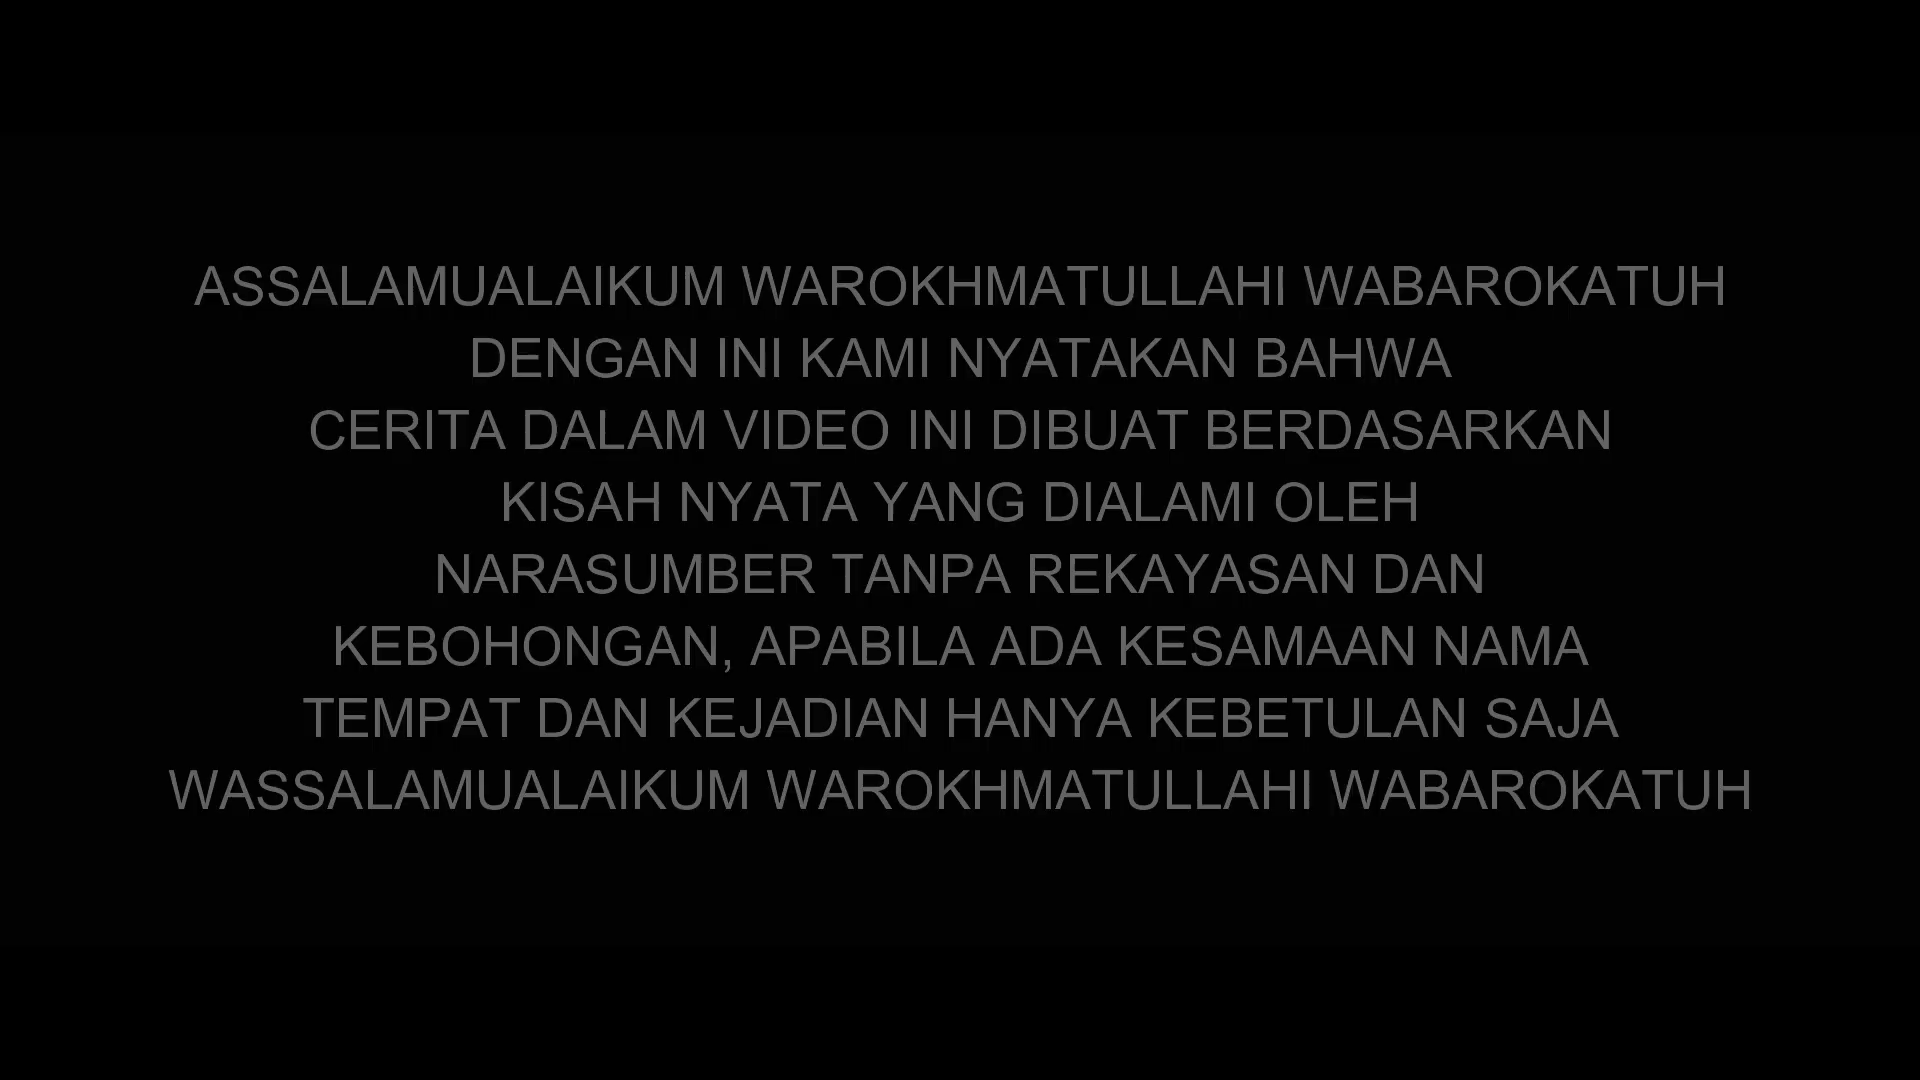 ASSALAMUALAIKUM WAROKHMATULLAHI WABAROKATUH
DENGAN INI KAMI NYATAKAN BAHWA
CERITA DALAM VIDEO INI DIBUAT BERDASARKAN
KISAH NYATA YANG DIALAMI OLEH
NARASUMBER TANPA REKAYASAN DAN
KEBOHONGAN, APABILA ADA KESAMAAN NAMA
TEMPAT DAN KEJADIAN HANYA KEBETULAN SAJA
WASSALAMUALAIKUM WAROKHMATULLAHI WABAROKATUH